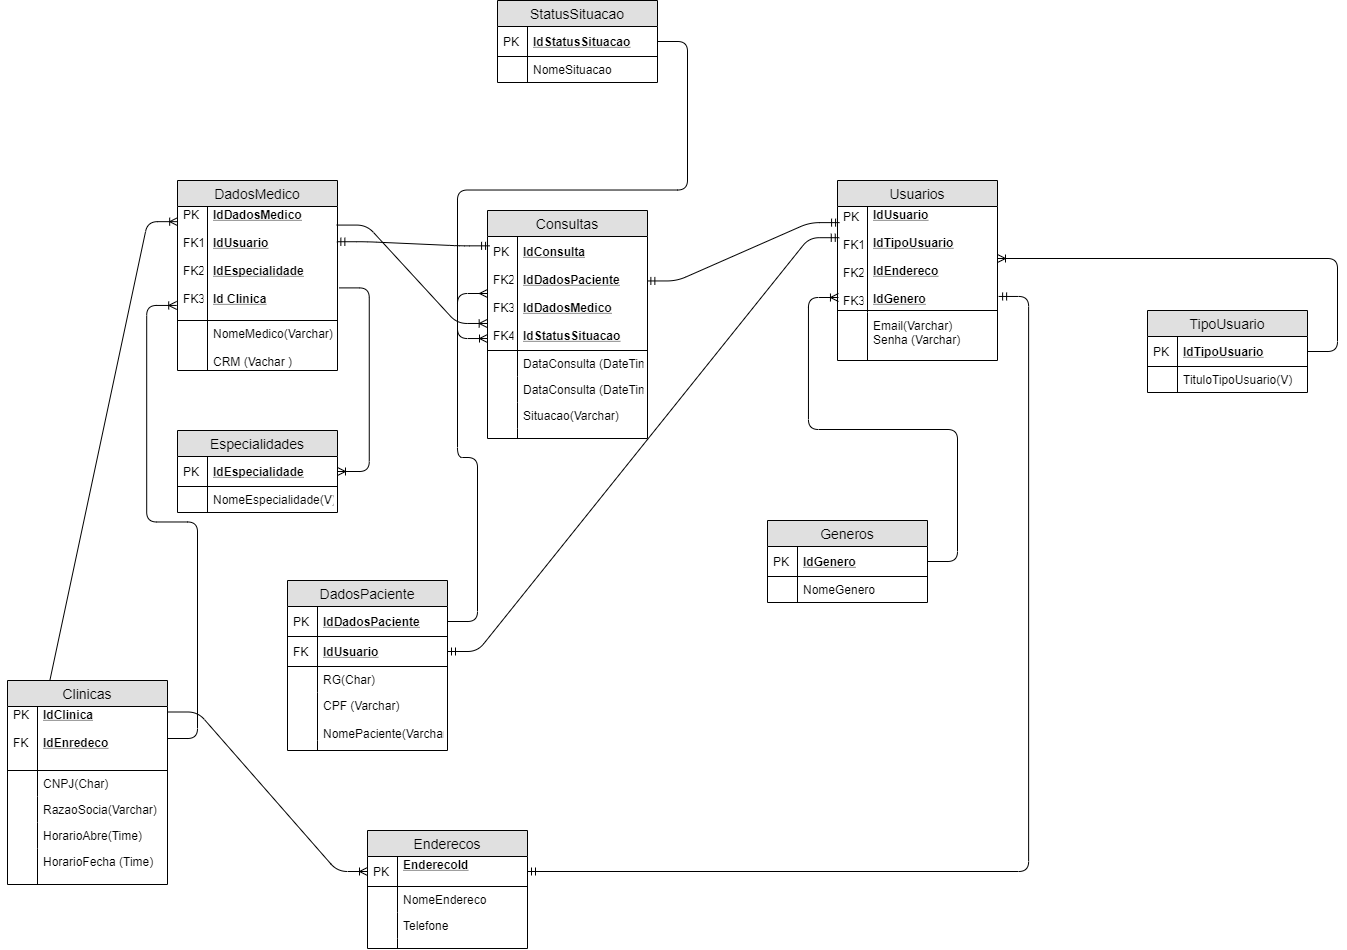 StatusSituacao
PK IdStatusSituacao
NomeSituacao
DadosMedico
PK IdDadosMedico
FK1 IdUsuario
FK2 IdEspecialidade
FK3 Id Clinica
NomeMedico(Varchar)
CRM (Vachar )
Consultas
PK IdConsulta
FK2 IdDadosPaciente
FK3 IdDadosMedico
FK4 IdStatusSituacao
DataConsulta (DateTin
DataConsulta (DateTin
Situacao(Varchar)
Usuarios
PK IdUsuario
FK1 IdTipoUsuario
FK2 IdEndereco
FK3 IdGenero
Email(Varchar)
Senha (Varchar)
TipoUsuario
PK IdTipoUsuario
TituloTipoUsuario(V)
Especialidades
PK IdEspecialidade
NomeEspecialidade(V)
Generos
PK IdGenero
NomeGenero
DadosPaciente
PK IdDadosPaciente
FK IdUsuario
RG(Char)
CPF (Varchar)
NomePaciente(Varcha
Clinicas
PK IdClinica
FK IdEnredeco
CNPJ(Char)
RazaoSocia(Varchar)
HorarioAbre(Time)
HorarioFecha (Time)
Enderecos
PK EnderecoId
NomeEndereco
Telefone